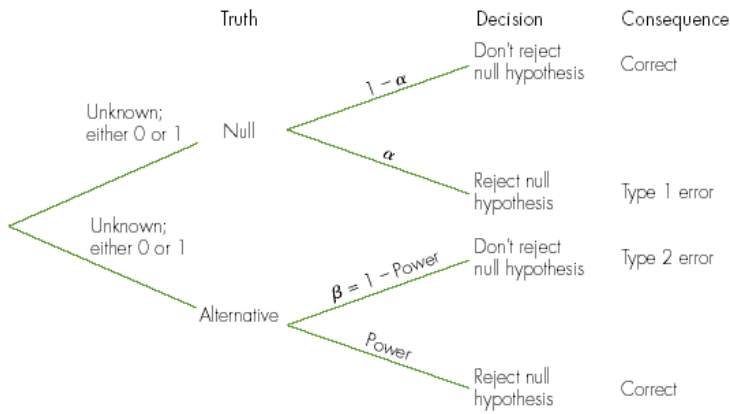 Truth Decision Consequence
Don't reject
null hypothesis Correct
1 − α
Unknown;
either 0 or 1 Null
α
Reject null
hypothesis Type 1 error
Unknown;
either 0 or 1
Don't reject
null hypothesis Type 2 error
β = 1 − Power
Alternative
Power
Reject null
hypothesis Correct